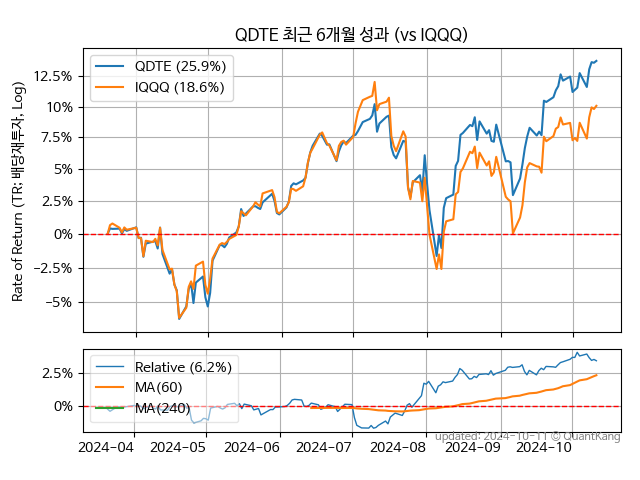 QDTE 최근 6개월 성과 (vs IQQQ)
Rate of Return (TR: 배당재투자, Log)
QDTE (25.9%)
IQQQ (18.6%)
12.5%
10%
7.5%
5%
2.5%
0%
−2.5%
−5%
Relative (6.2%)
MA(60)
MA(240)
2.5%
0%
2024-04
2024-05
2024-06
2024-07
2024-08
2024-09
2024-10
updated: 2024-10-11 © QuantKang